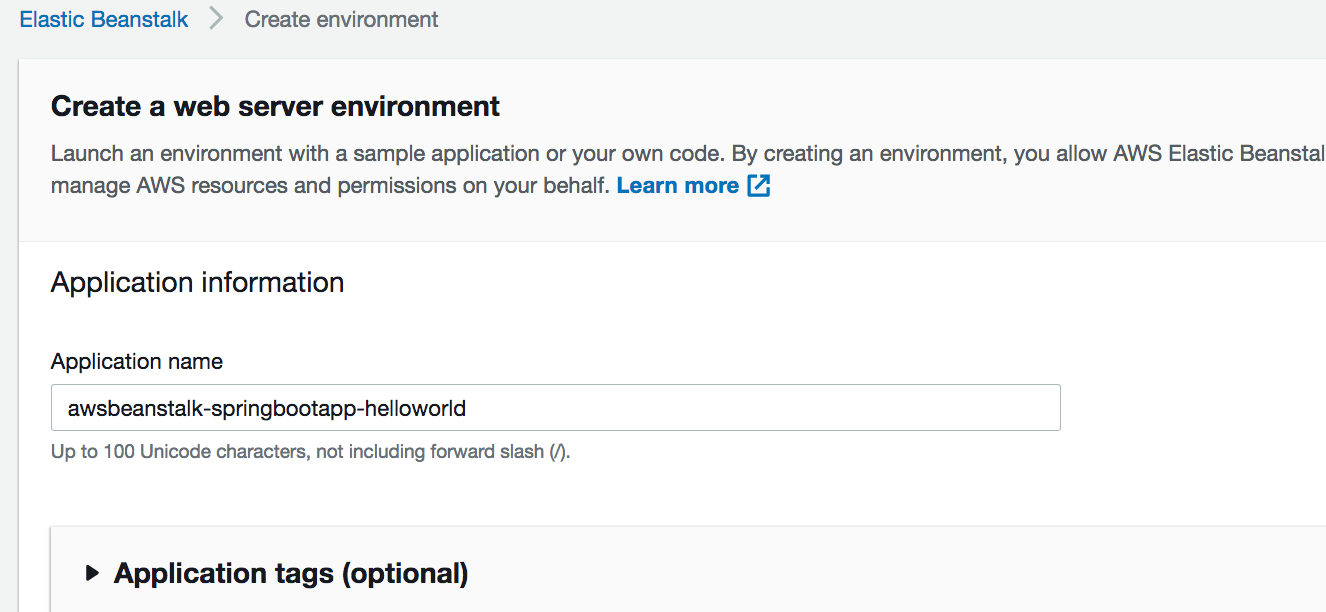 Elastic Beanstalk > Create environment
Create a web server environment
Launch an environment with a sample application or your own code. By creating an environment, you allow AWS Elastic Beanstal
manage AWS resources and permissions on your behalf. Learn more
Application information
Application name
awsbeanstalk-springbootapp-helloworld
Up to 100 Unicode characters, not including forward slash (/).
Application tags (optional)